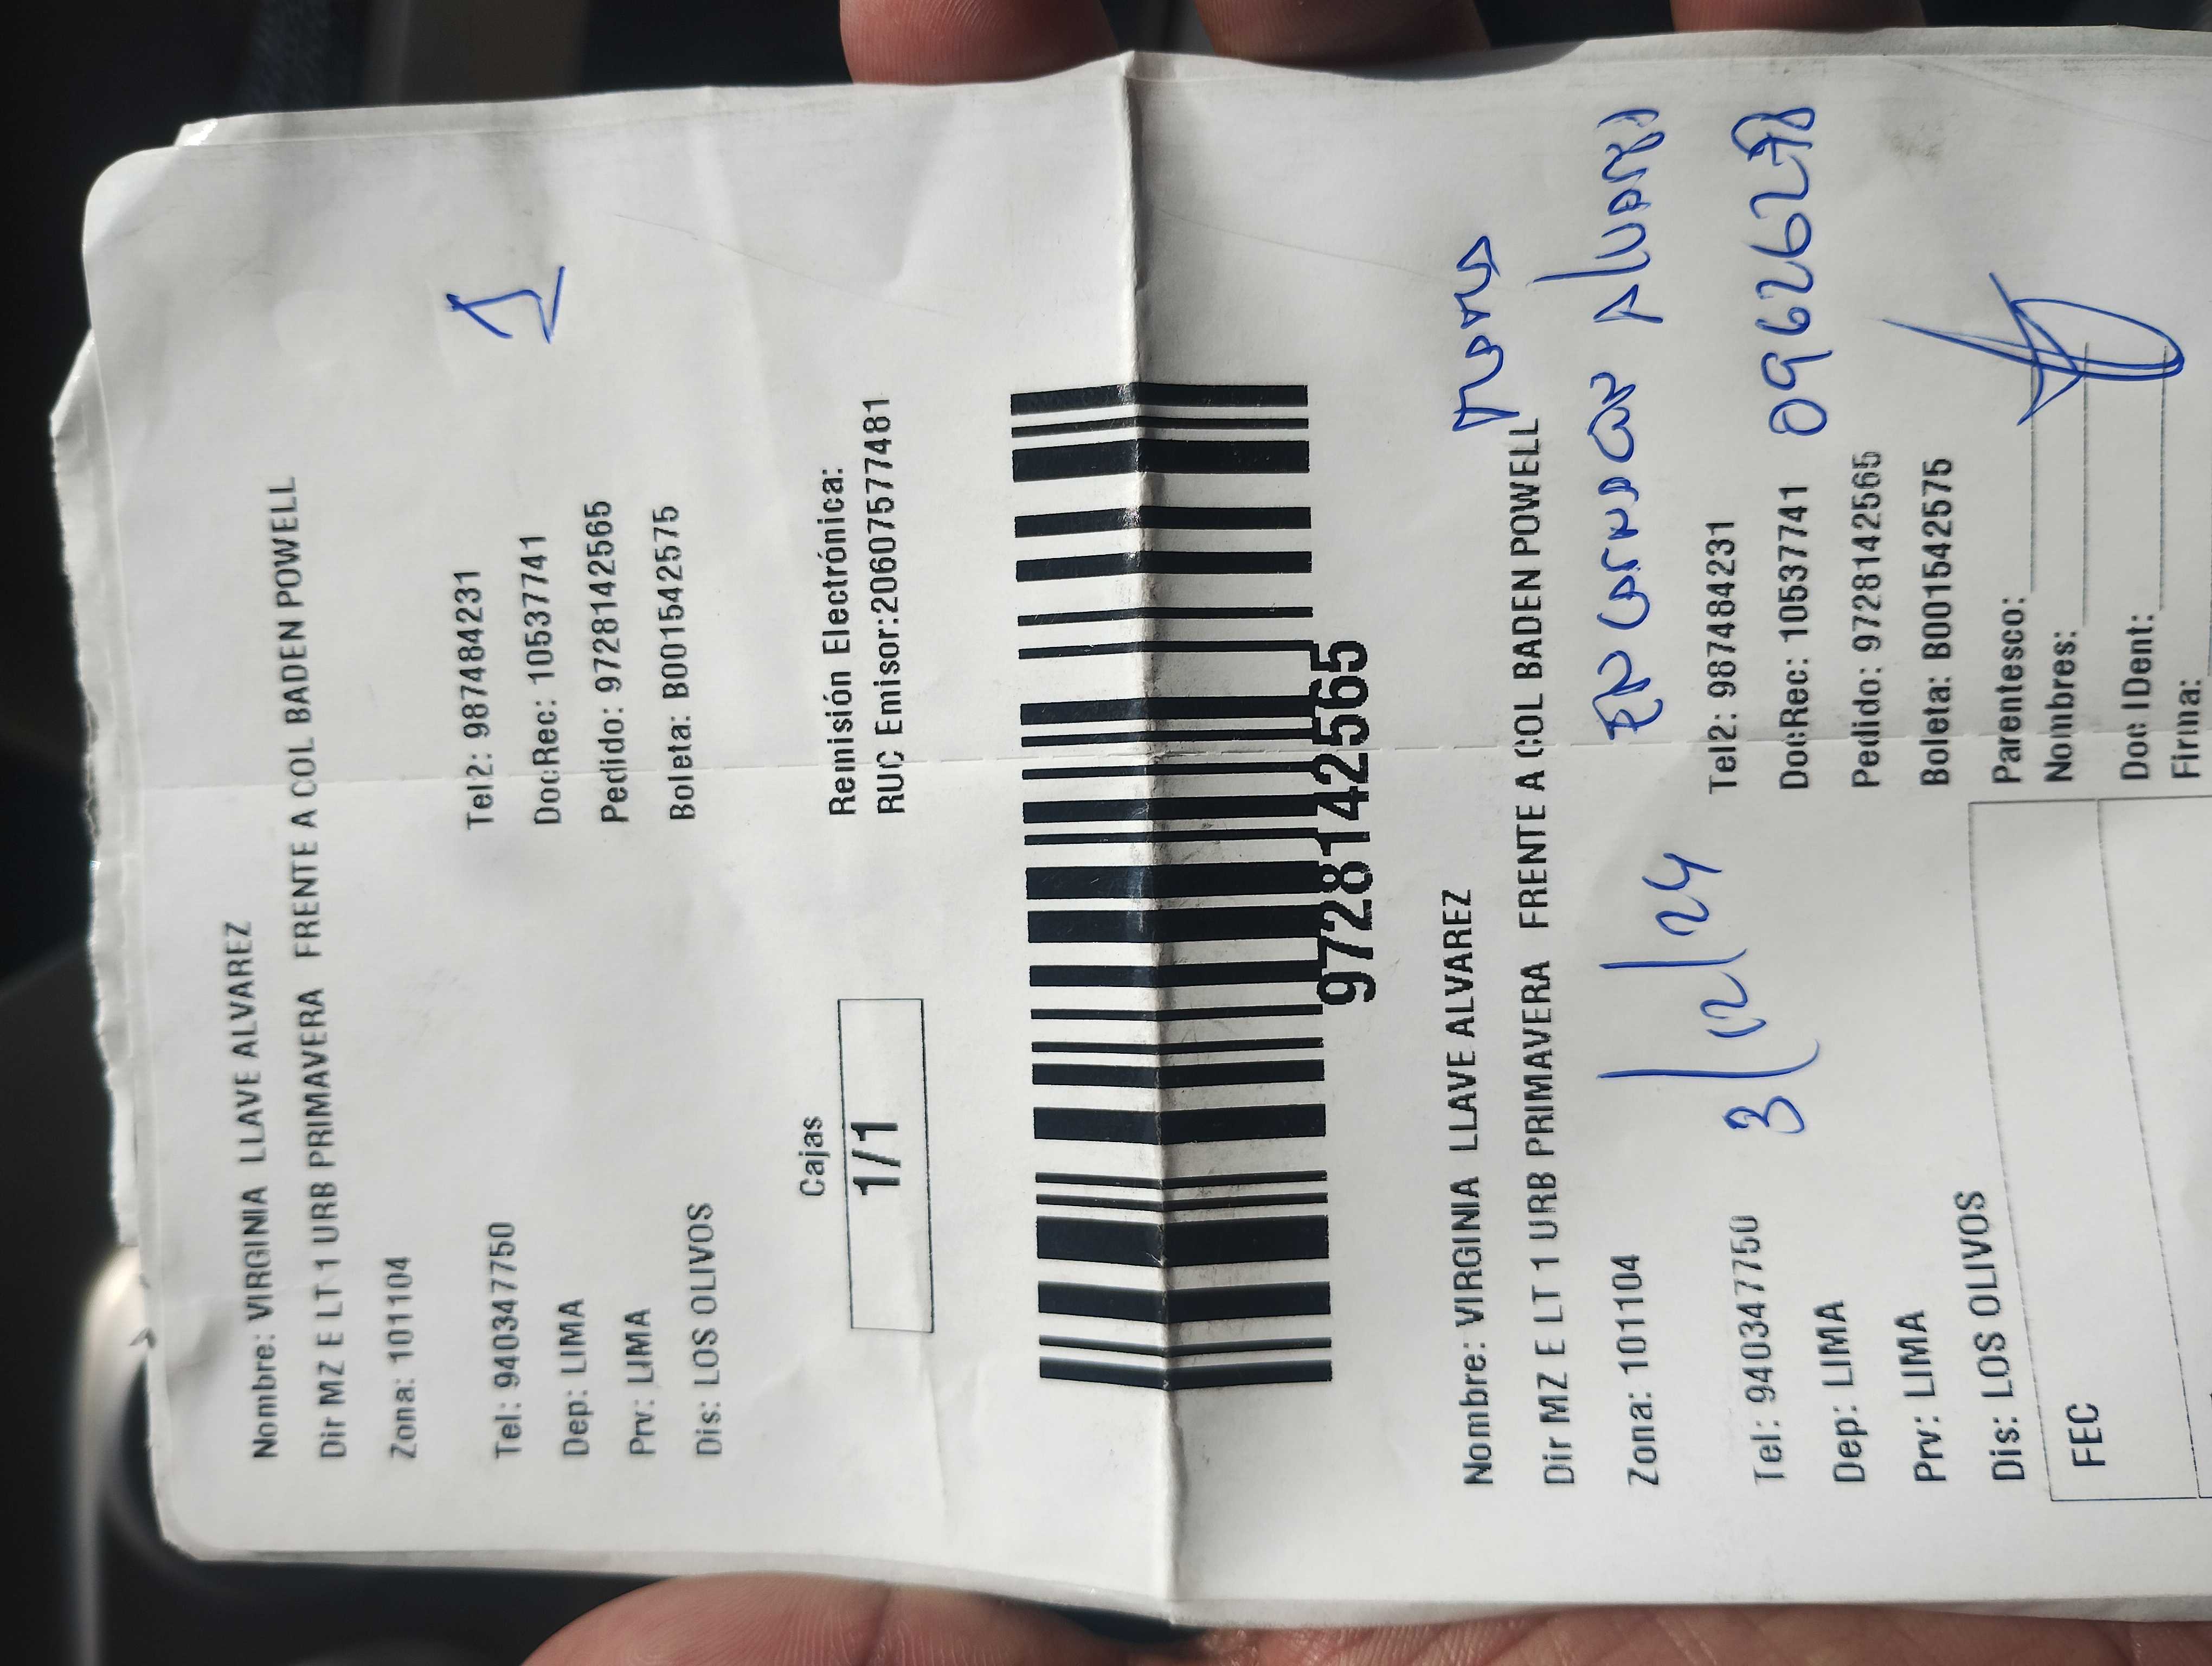 Nombre: VIRGINIA LLAVE ALVAREZ
Dir MZ E LT 1 URB PRIMAVERA FRENTE A COL BADEN POWELL
Zona: 101104
Tel: 940347750 Tel2: 987484231 1
Dep: LIMA DocRec: 10537741
Prv: LIMA Pedido: 972814256​5
Dis: LOS OLIVOS Boleta: B001542575
Cajas Remisión Electrónica:
1/1 RUC Emisor:20607577481
9728142565
Nombre: VIRGINIA LLAVE ALVAREZ
Dir MZ E LT 1 URB PRIMAVERA FRENTE A COL BADEN POWELL
Zona: 101104
3/12/24
Tel: 940347750 Tel2: 987484231
Dep: LIMA DocRec: 10537741 09626278
Prv: LIMA Pedido: 9728142565
Dis: LOS OLIVOS Boleta: B001542575
Parentesco:
FEC Nombres:
Doc IDent:
Firma: